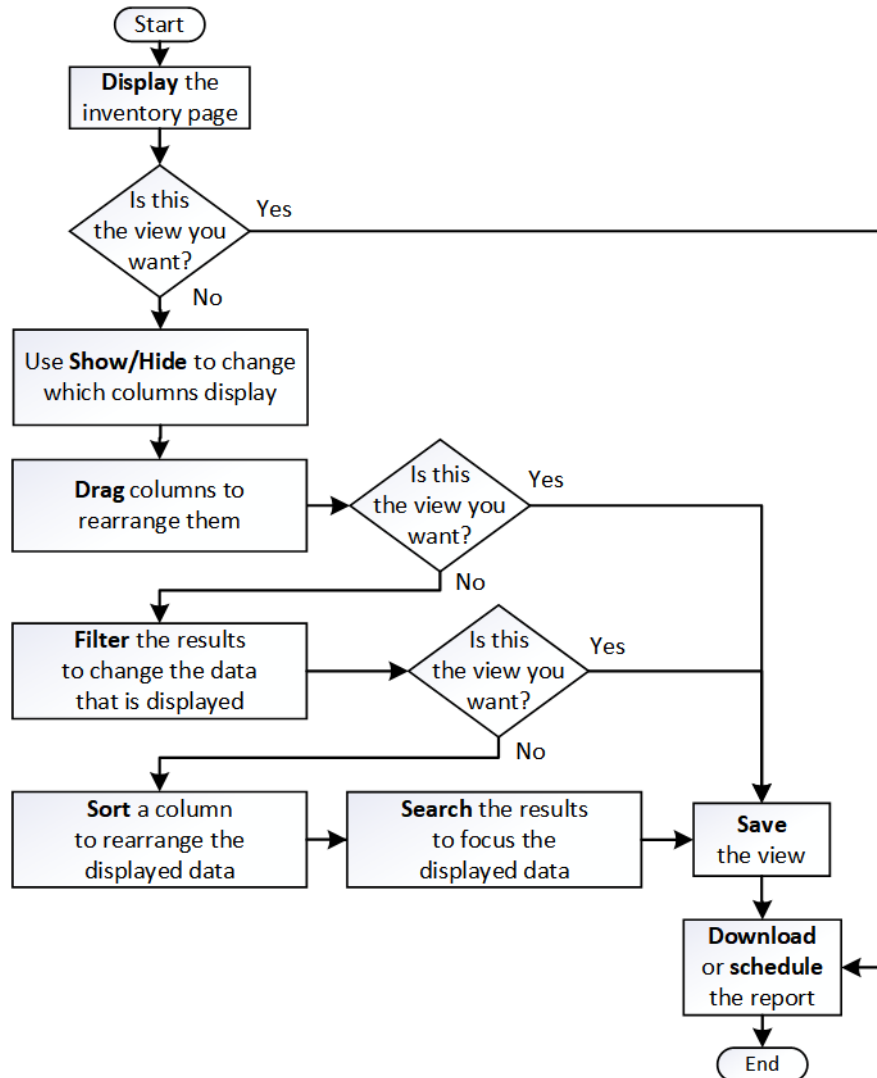 Start
Display the
inventory page
Is this
the view you
want?
Yes
No
Use Show/Hide to change
which columns display
Drag columns to
rearrange them
Is this
the view you
want?
Yes
No
Filter the results
to change the data
that is displayed
Is this
the view you
want?
Yes
No
Sort a column
to rearrange the
displayed data
Search the results
to focus the
displayed data
Save
the view
Download
or schedule
the report
End